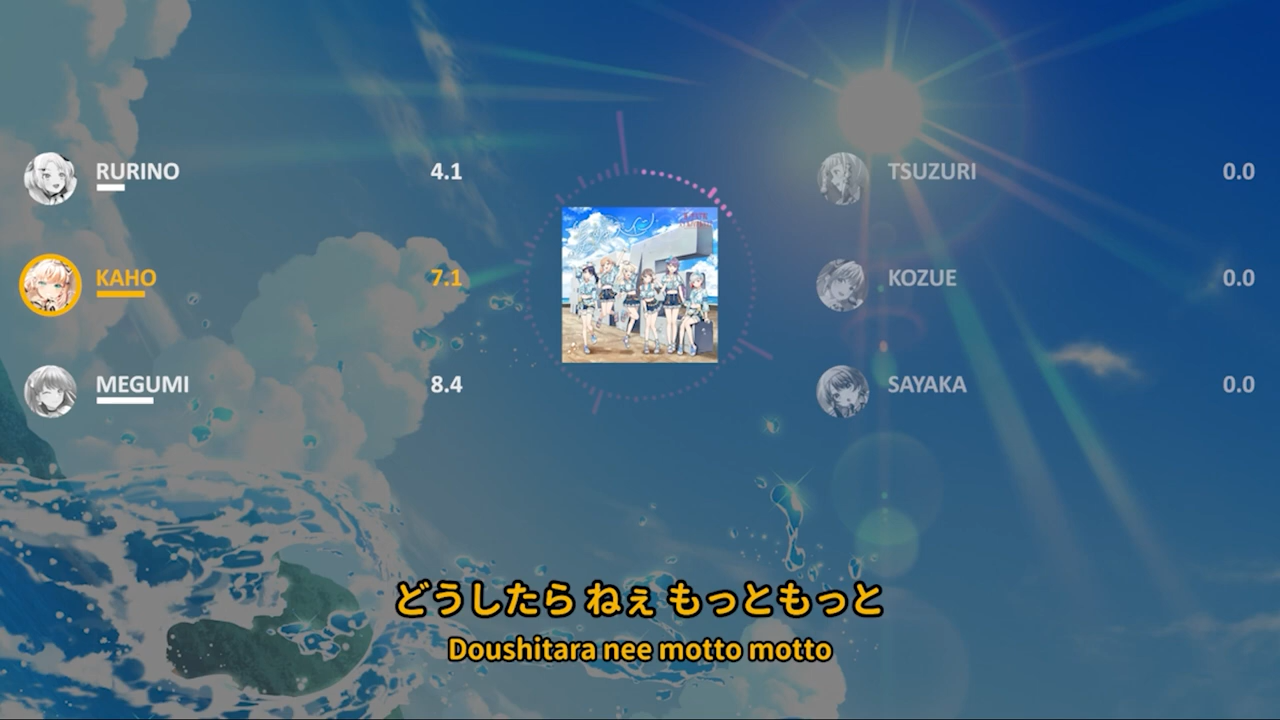 RURINO 4.1
KAHO 7.1
MEGUMI 8.4
TSUZURI 0.0
KOZUE 0.0
SAYAKA 0.0
どうしたら ねぇ もっともっと
Doushitara nee motto motto